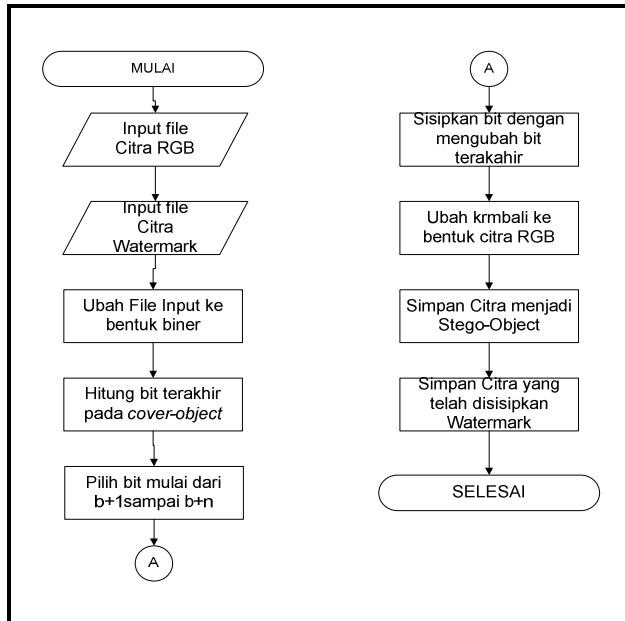 MULAI
Input file
Citra RGB
Input file
Citra
Watermark
Ubah File Input ke
bentuk biner
Hitung bit terakhir
pada cover-object
Pilih bit mulai dari
b+1sampai b+n
A
A
Sisipkan bit dengan
mengubah bit
terakahir
Ubah krmbali ke
bentuk citra RGB
Simpan Citra menjadi
Stego-Object
Simpan Citra yang
telah disisipkan
Watermark
SELESAI